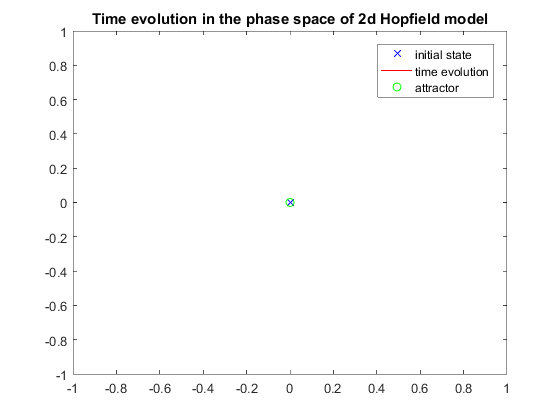 Time evolution in the phase space of 2d Hopfield model
initial state
time evolution
attractor
1
0.8
0.6
0.4
0.2
0
-0.2
-0.4
-0.6
-0.8
-1
-1 -0.8 -0.6 -0.4 -0.2 0 0.2 0.4 0.6 0.8 1